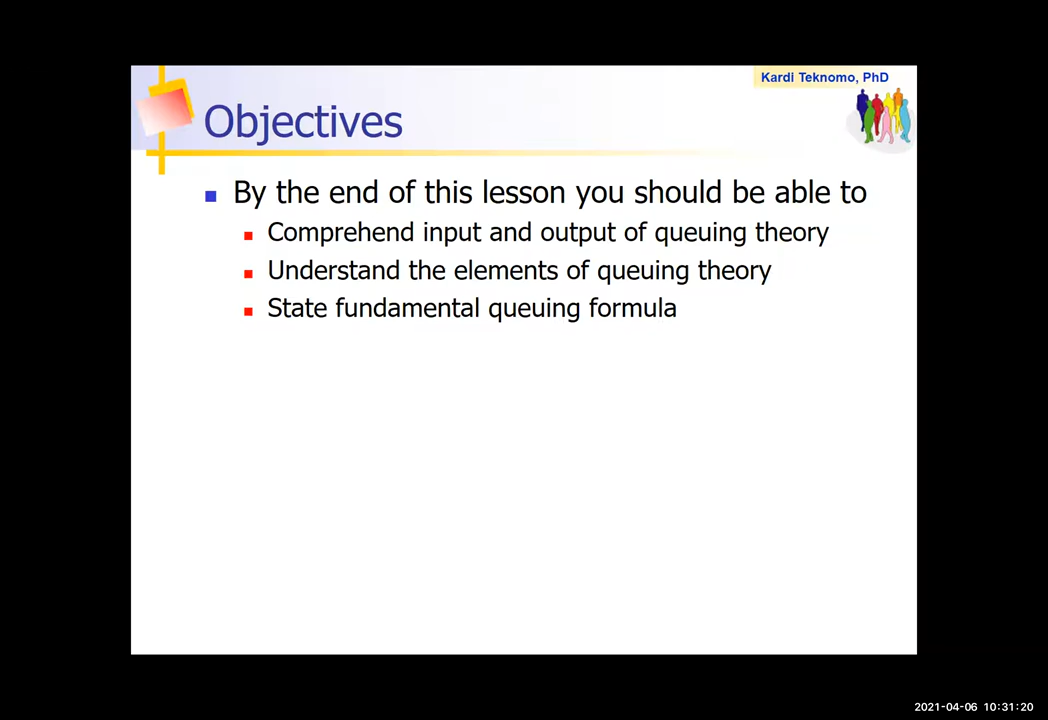 Kardi Teknomo, PhD
Objectives
By the end of this lesson you should be able to
Comprehend input and output of queuing theory
Understand the elements of queuing theory
State fundamental queuing formula
2021-04-06 10:31:20